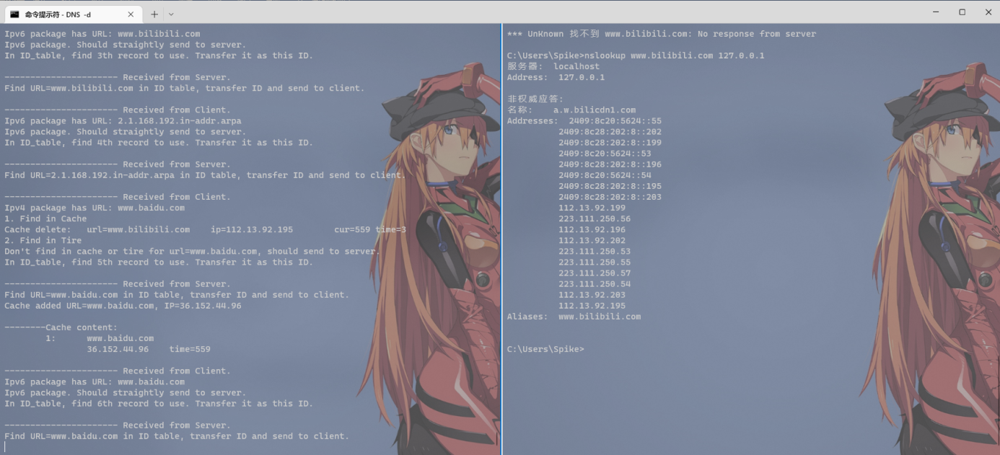 命令提示符 - DNS -d
Ipv6 package has URL: www.bilibili.com
Ipv6 package. Should straightly send to server.
In ID_table, find 3th record to use. Transfer it as this ID.
---------------------- Received from Server.
Find URL=www.bilibili.com in ID table, transfer ID and send to client.
---------------------- Received from Client.
Ipv6 package has URL: 2.1.168.192.in-addr.arpa
Ipv6 package. Should straightly send to server.
In ID_table, find 4th record to use. Transfer it as this ID.
---------------------- Received from Server.
Find URL=2.1.168.192.in-addr.arpa in ID table, transfer ID and send to client.
---------------------- Received from Client.
Ipv4 package has URL: www.baidu.com
1. Find in Cache
Cache delete:   url=www.bilibili.com    ip=112.13.92.195        cur=559 time=3
2. Find in Tire
Don't find in cache or tire for url=www.baidu.com, should send to server.
In ID_table, find 5th record to use. Transfer it as this ID.
---------------------- Received from Server.
Find URL=www.baidu.com in ID table, transfer ID and send to client.
Cache added URL=www.baidu.com, IP=36.152.44.96
--------Cache content:
1:      www.baidu.com
36.152.44.96    time=559
---------------------- Received from Client.
Ipv6 package has URL: www.baidu.com
Ipv6 package. Should straightly send to server.
In ID_table, find 6th record to use. Transfer it as this ID.
---------------------- Received from Server.
Find URL=www.baidu.com in ID table, transfer ID and send to client.
*** UnKnown 找不到 www.bilibili.com: No response from server
C:\Users\Spike>nslookup www.bilibili.com 127.0.0.1
服务器:  localhost
Address:  127.0.0.1
非权威应答:
名称:    a.w.bilicdn1.com
Addresses:  2409:8c20:5624::55
2409:8c28:202:8::202
2409:8c28:202:8::199
2409:8c20:5624::53
2409:8c28:202:8::196
2409:8c20:5624::54
2409:8c28:202:8::195
2409:8c28:202:8::203
112.13.92.199
223.111.250.56
112.13.92.196
112.13.92.202
223.111.250.53
223.111.250.55
223.111.250.57
223.111.250.54
112.13.92.203
112.13.92.195
Aliases:  www.bilibili.com
C:\Users\Spike>